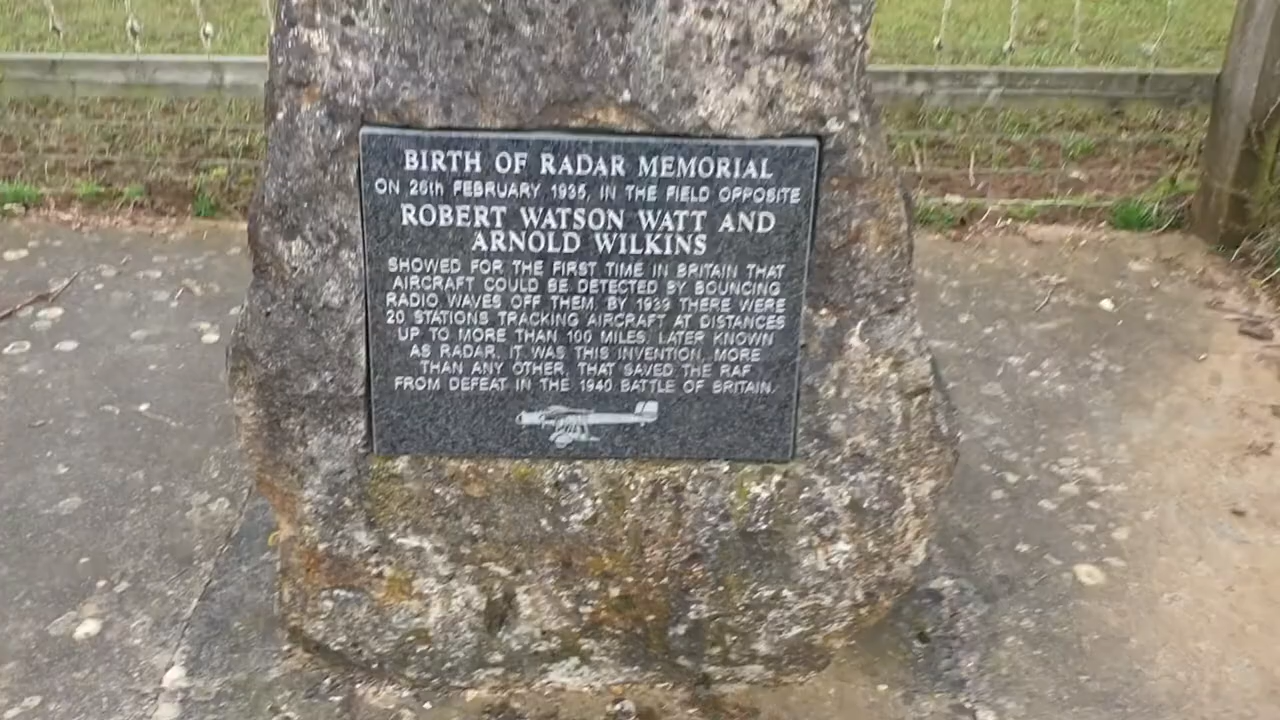 BIRTH OF RADAR MEMORIAL
ON 26th FEBRUARY 1935, IN THE FIELD OPPOSITE
ROBERT WATSON WATT AND
ARNOLD WILKINS
SHOWED FOR THE FIRST TIME IN BRITAIN THAT
AIRCRAFT COULD BE DETECTED BY BOUNCING
RADIO WAVES OFF THEM. BY 1939 THERE WERE
20 STATIONS TRACKING AIRCRAFT AT DISTANCES
UP TO MORE THAN 100 MILES. LATER KNOWN
AS RADAR, IT WAS THIS INVENTION, MORE
THAN ANY OTHER, THAT SAVED THE RAF
FROM DEFEAT IN THE 1940 BATTLE OF BRITAIN.